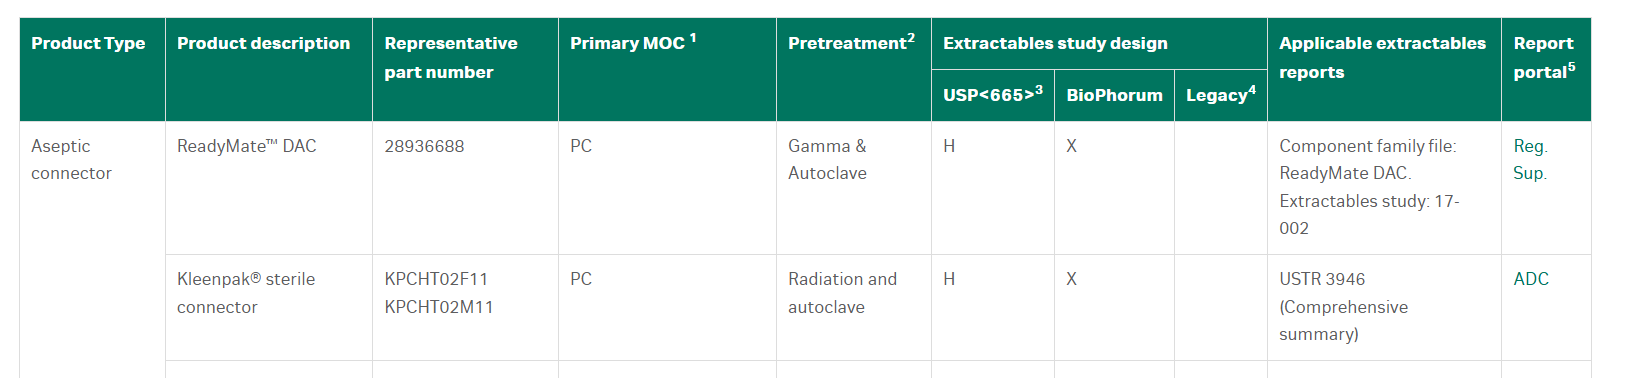 Product Type
Product description
Representative
part number
Primary MOC 1
Pretreatment2
Extractables study design
USP<665>3
BioPhorum
Legacy4
Applicable extractables
reports
Report
portal5
Aseptic
connector
ReadyMate™ DAC
28936688
PC
Gamma &
Autoclave
H
X
Component family file:
ReadyMate DAC.
Extractables study: 17-
002
Reg.
Sup.
Kleenpak® sterile
connector
KPCHT02F11
KPCHT02M11
PC
Radiation and
autoclave
H
X
USTR 3946
(Comprehensive
summary)
ADC